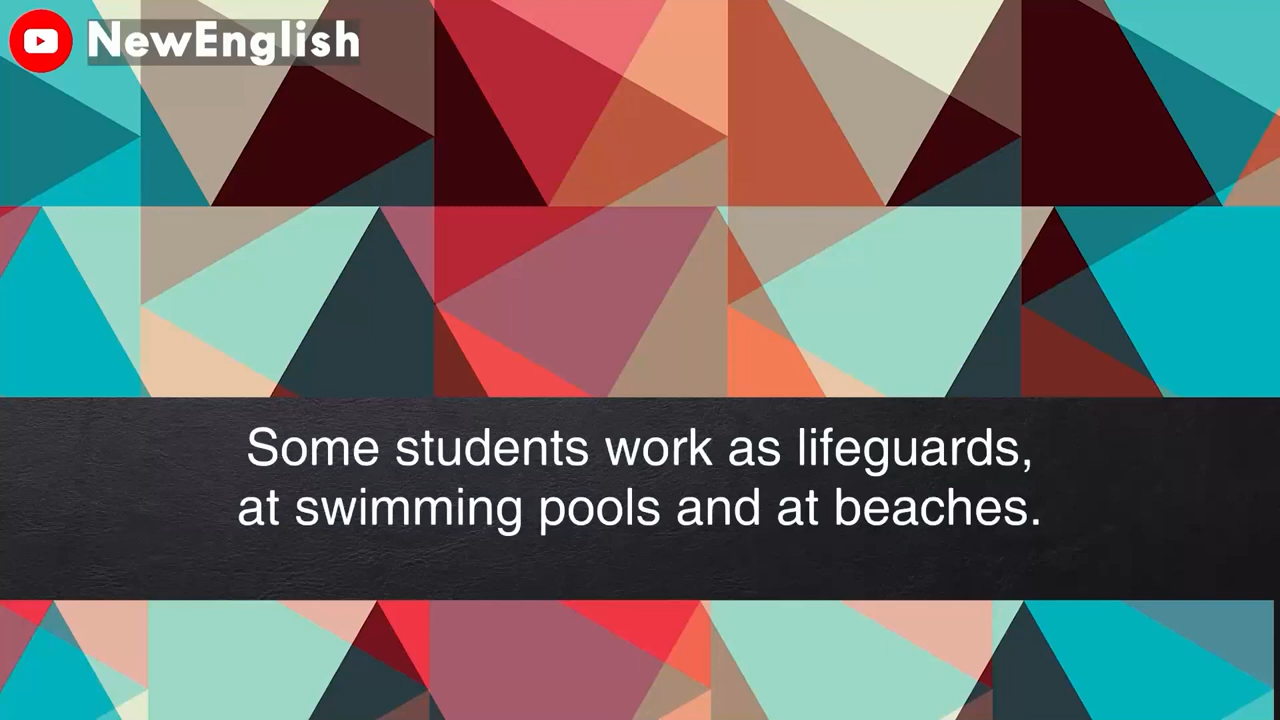 NewEnglish
Some students work as lifeguards,
at swimming pools and at beaches.